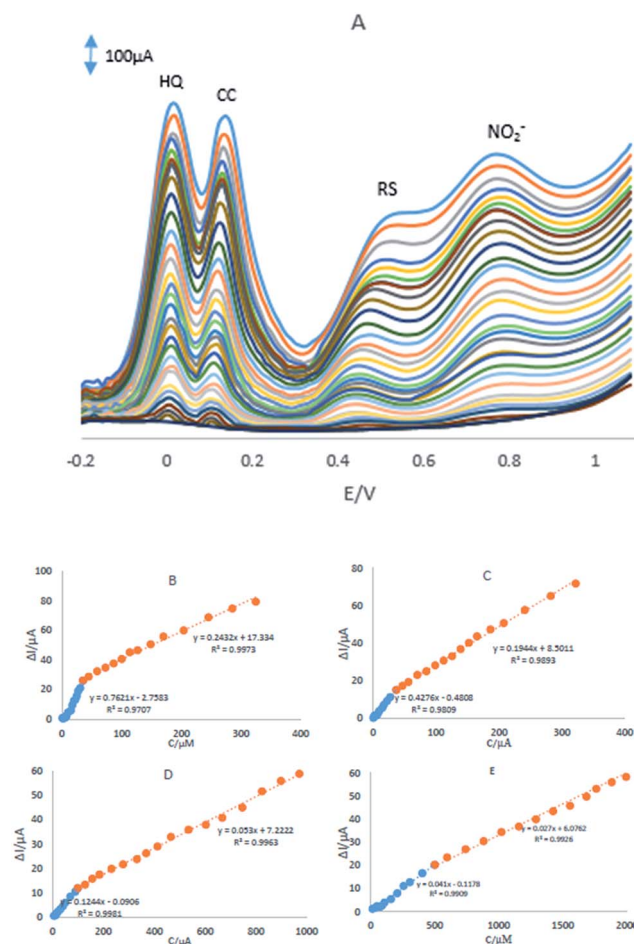 A
100µA
HQ
CC
RS
NO₂⁻
-0.2 0 0.2 0.4 0.6 0.8 1
E/V
B
ΔI/µA
100
80
60
40
20
0
y = 0.2432x + 17.334
R² = 0.9973
y = 0.7621x - 2.7583
R² = 0.9707
0 100 200 300 400
C/µM
C
ΔI/µA
80
60
40
20
0
y = 0.1944x + 8.5011
R² = 0.9893
y = 0.4276x - 0.4808
R² = 0.9809
0 100 200 300 400
C/µA
D
ΔI/µA
60
50
40
30
20
10
0
y = 0.053x + 7.2222
R² = 0.9963
y = 0.1244x - 0.0906
R² = 0.9981
0 200 400 600 800 1000
C/µA
E
ΔI/µA
60
50
40
30
20
10
0
y = 0.027x + 6.0762
R² = 0.9926
y = 0.041x - 0.1178
R² = 0.9909
0 500 1000 1500 2000
C/µM